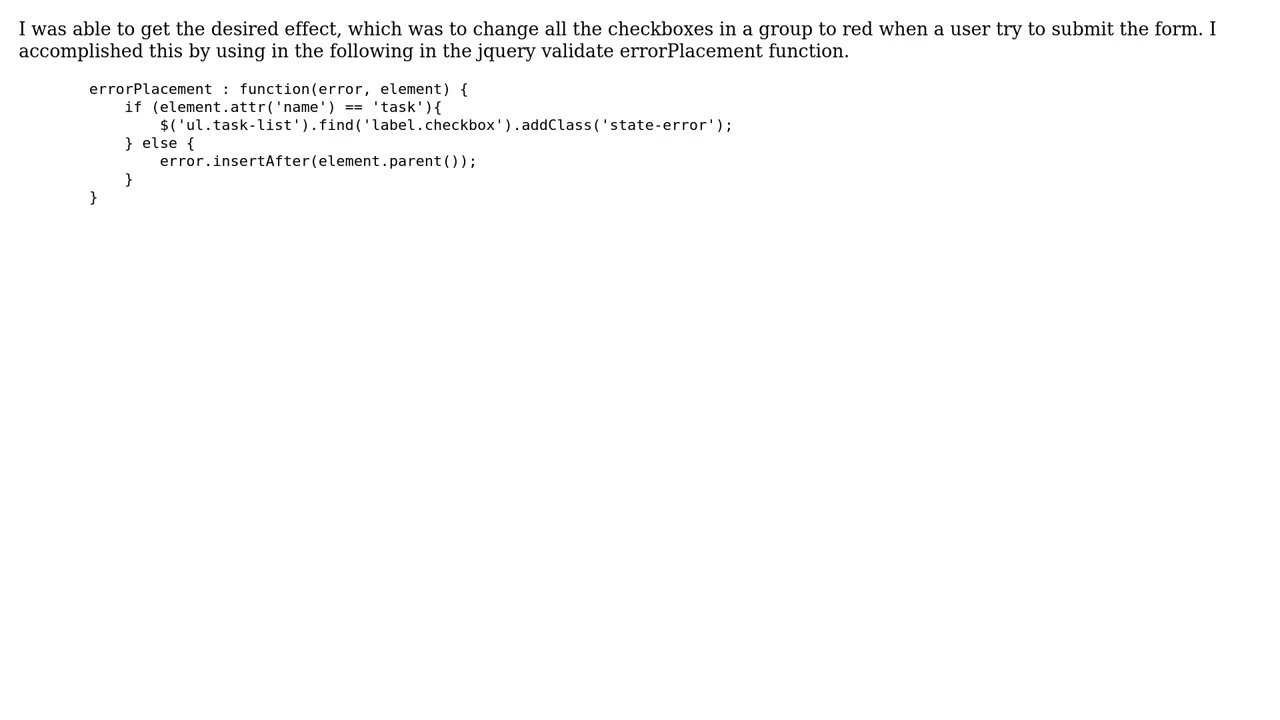 I was able to get the desired effect, which was to change all the checkboxes in a group to red when a user try to submit the form. I
accomplished this by using in the following in the jquery validate errorPlacement function.
errorPlacement : function(error, element) {
    if (element.attr('name') == 'task'){
        $('ul.task-list').find('label.checkbox').addClass('state-error');
    } else {
        error.insertAfter(element.parent());
    }
}